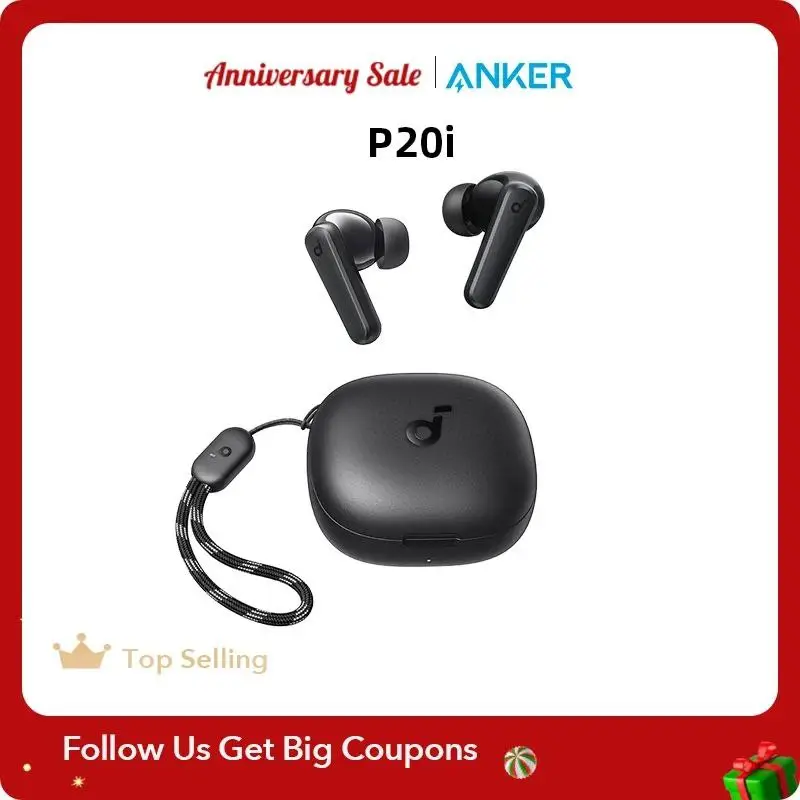 Anniversary Sale | ANKER
P20i
Top Selling
Follow Us Get Big Coupons